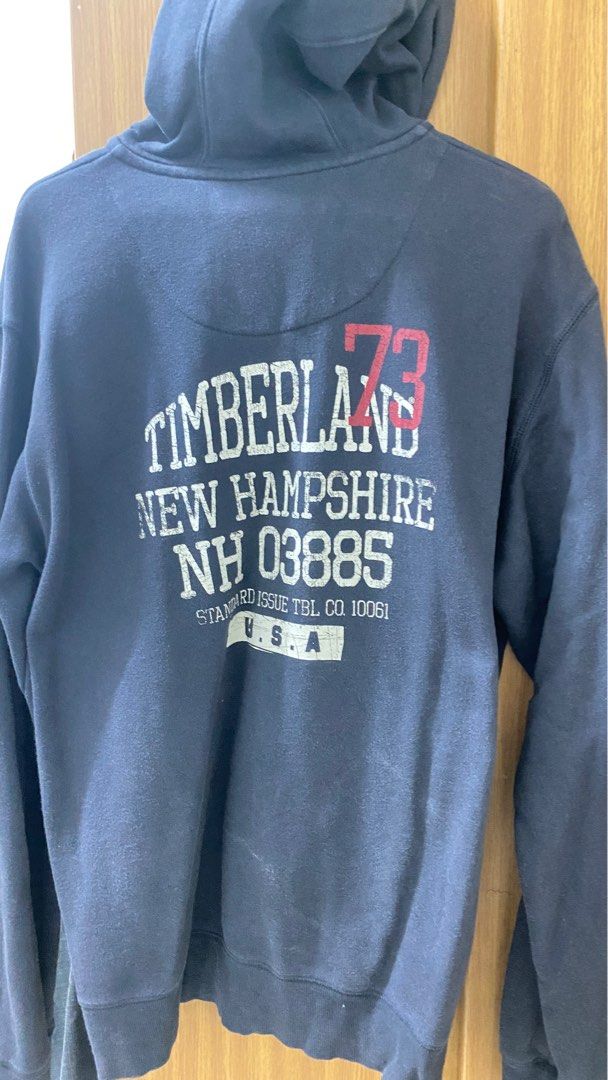 73
TIMBERLAND
NEW HAMPSHIRE
NH 03885
STANDARD ISSUE TBL CO. 10061
U.S.A